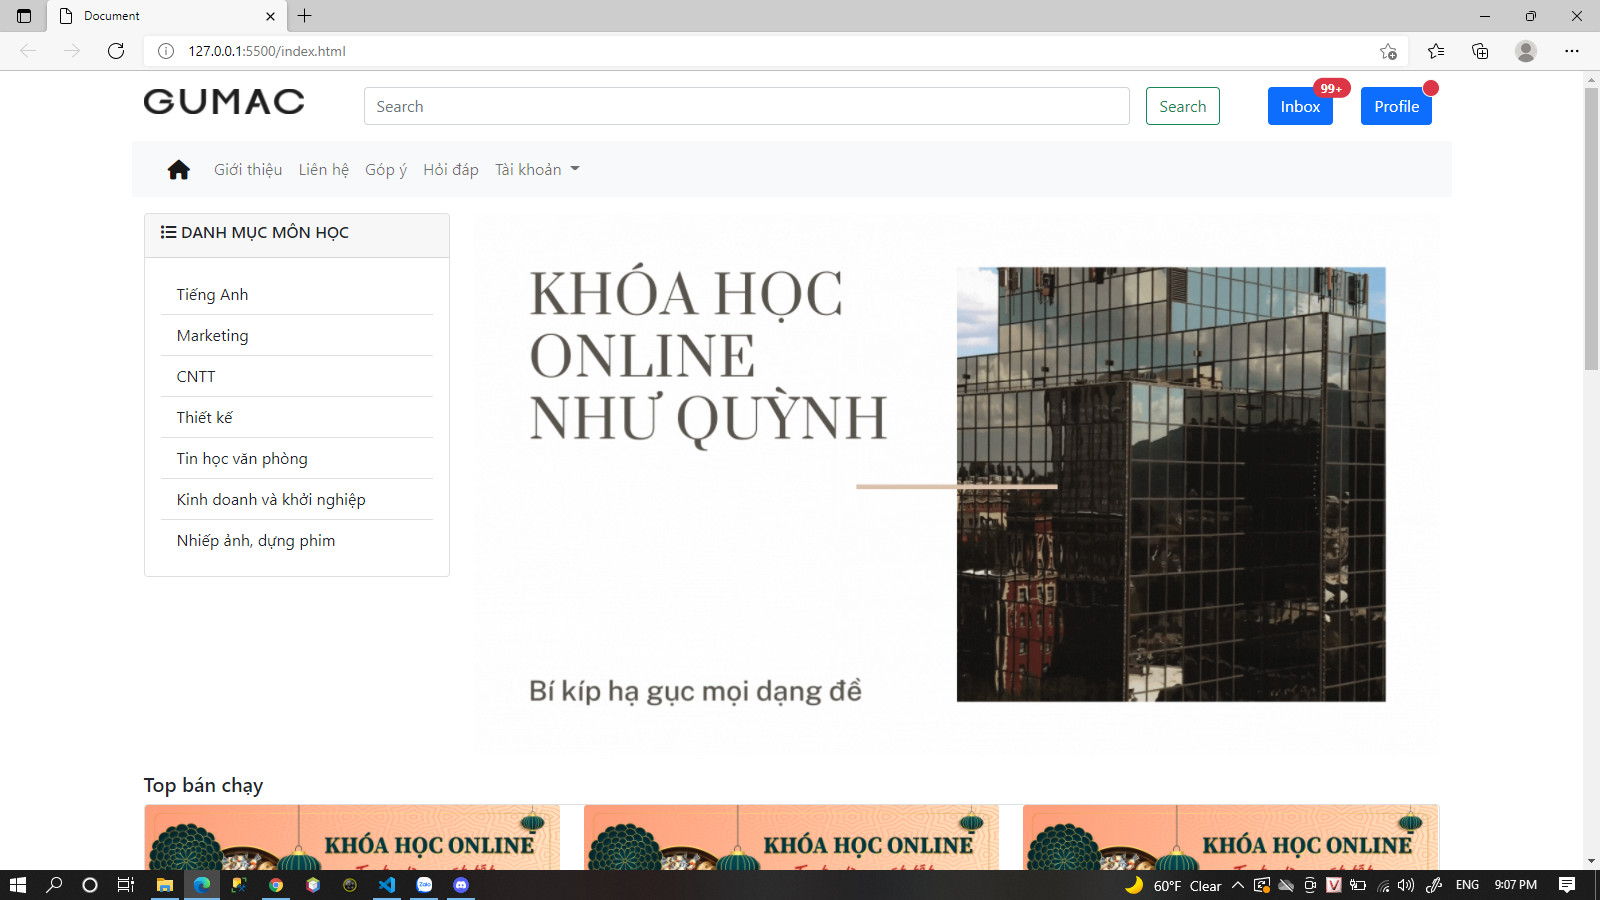 Document
127.0.0.1:5500/index.html
GUMAC
Search
Search
Inbox
99+
Profile
Giới thiệu
Liên hệ
Góp ý
Hỏi đáp
Tài khoản
DANH MỤC MÔN HỌC
Tiếng Anh
Marketing
CNTT
Thiết kế
Tin học văn phòng
Kinh doanh và khởi nghiệp
Nhiếp ảnh, dựng phim
KHÓA HỌC
ONLINE
NHƯ QUỲNH
Bí kíp hạ gục mọi dạng đề
Top bán chạy
KHÓA HỌC ONLINE
KHÓA HỌC ONLINE
KHÓA HỌC ONLINE
Zalo
60°F Clear
V
ENG
9:07 PM